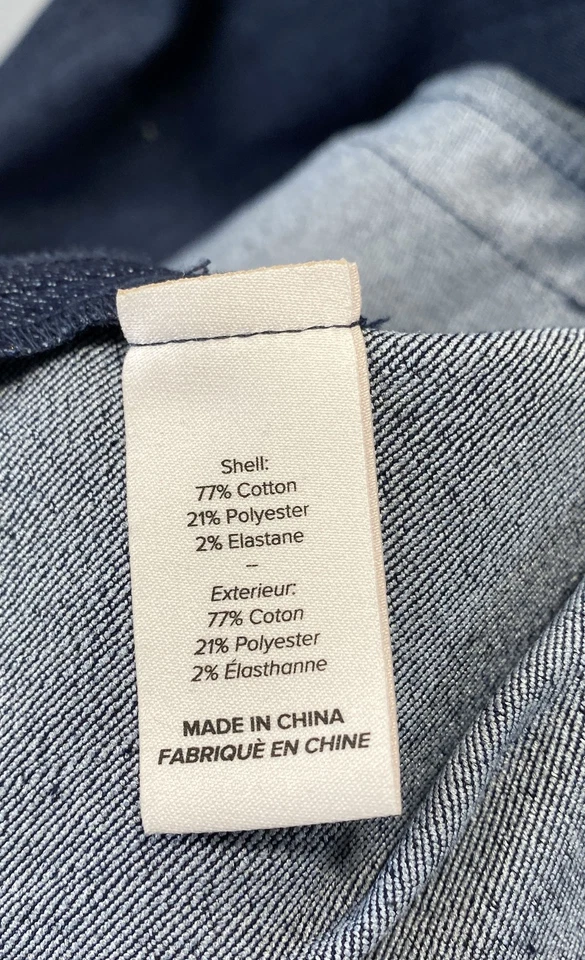 Shell:
77% Cotton
21% Polyester
2% Elastane
–
Exterieur:
77% Coton
21% Polyester
2% Élasthanne
MADE IN CHINA
FABRIQUÈ EN CHINE